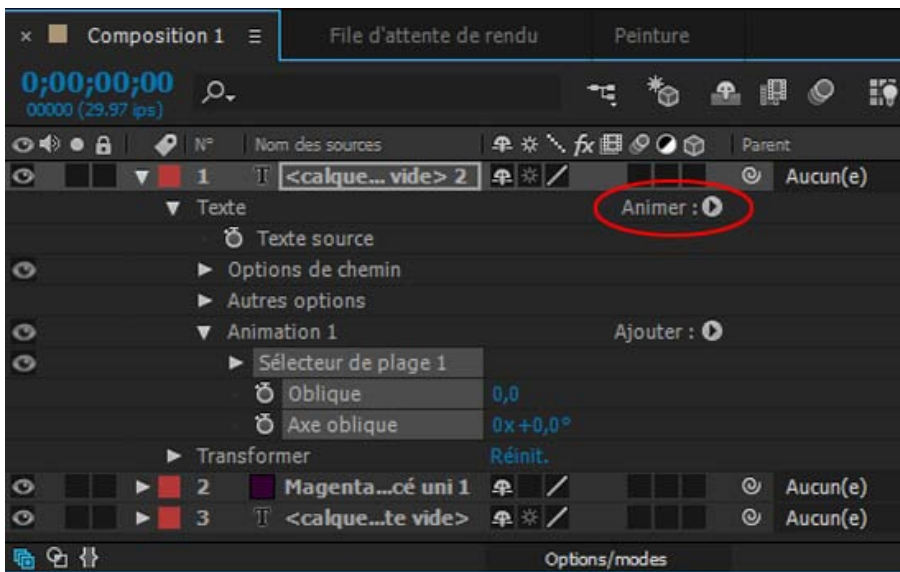 × Composition 1 ≡ File d'attente de rendu Peinture
0;00;00;00
00000 (29.97 ips)
N° Nom des sources fx Parent
1 T <calque... vide> 2 Aucun(e)
Texte Animer :
Texte source
Options de chemin
Autres options
Animation 1 Ajouter :
Sélecteur de plage 1
Oblique 0,0
Axe oblique 0x+0,0°
Transformer Réinit.
2 Magenta...cé uni 1 Aucun(e)
3 T <calque...te vide> Aucun(e)
Options/modes